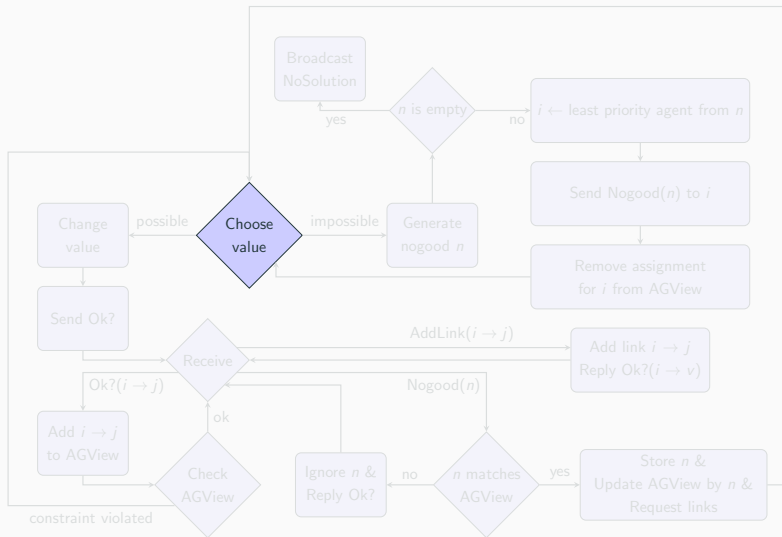 Broadcast
NoSolution
n is empty
yes
no
i ← least priority agent from n
Send Nogood(n) to i
Remove assignment
for i from AGView
Change
value
possible
Choose
value
impossible
Generate
nogood n
Send Ok?
Receive
AddLink(i → j)
Add link i → j
Reply Ok?(i → v)
Ok?(i → j)
Nogood(n)
ok
Add i → j
to AGView
Check
AGView
constraint violated
Ignore n &
Reply Ok?
no
n matches
AGView
yes
Store n &
Update AGView by n &
Request links